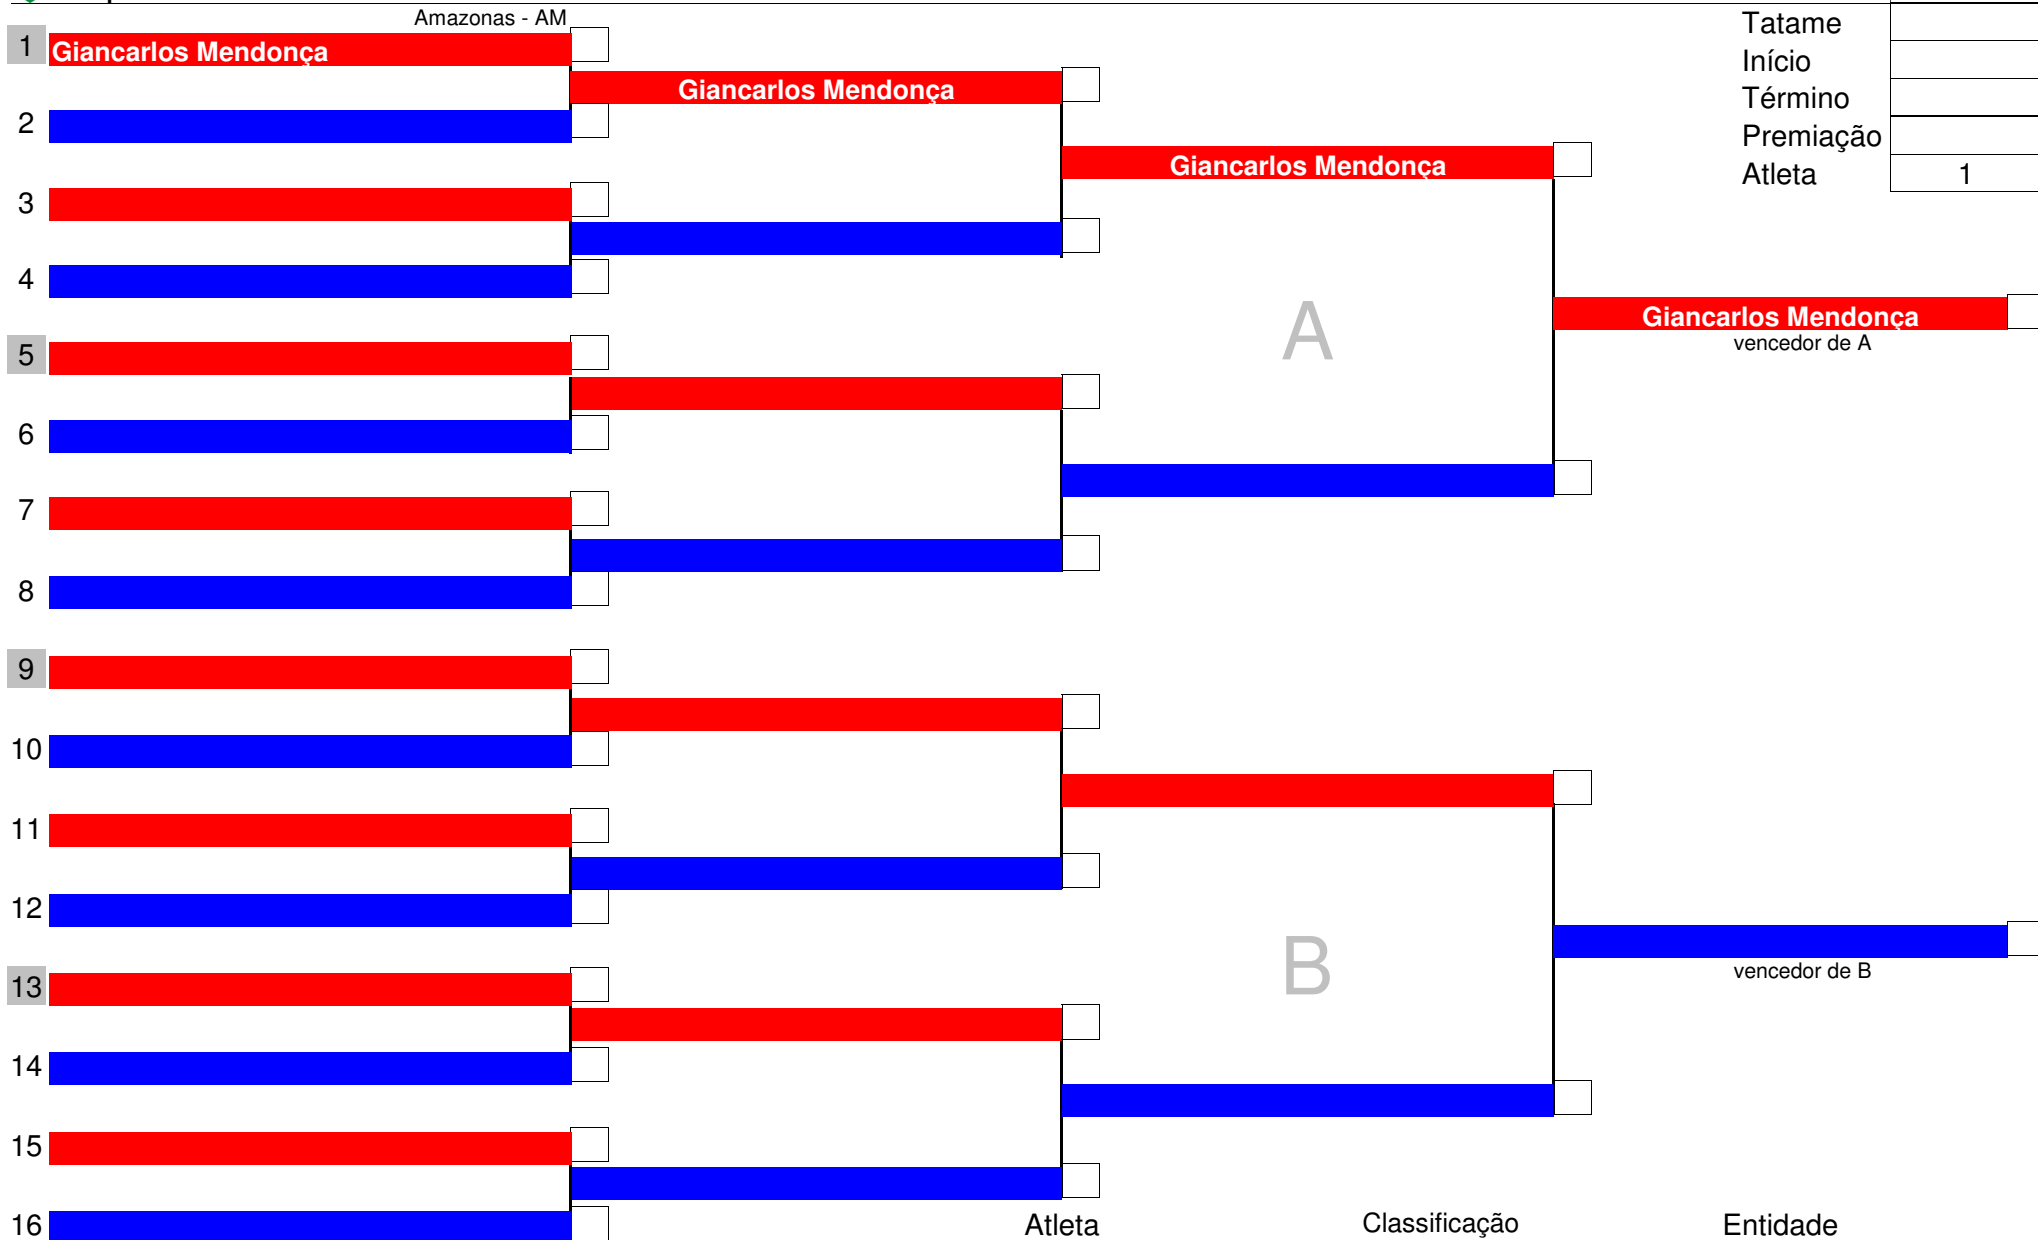 Amazonas - AM
Tatame
1 Giancarlos Mendonça
Início
Giancarlos Mendonça
Término
2
Premiação
Giancarlos Mendonça
Atleta 1
3
4
A
Giancarlos Mendonça
vencedor de A
5
6
7
8
9
10
11
12
B
vencedor de B
13
14
15
16
Atleta Classificação Entidade